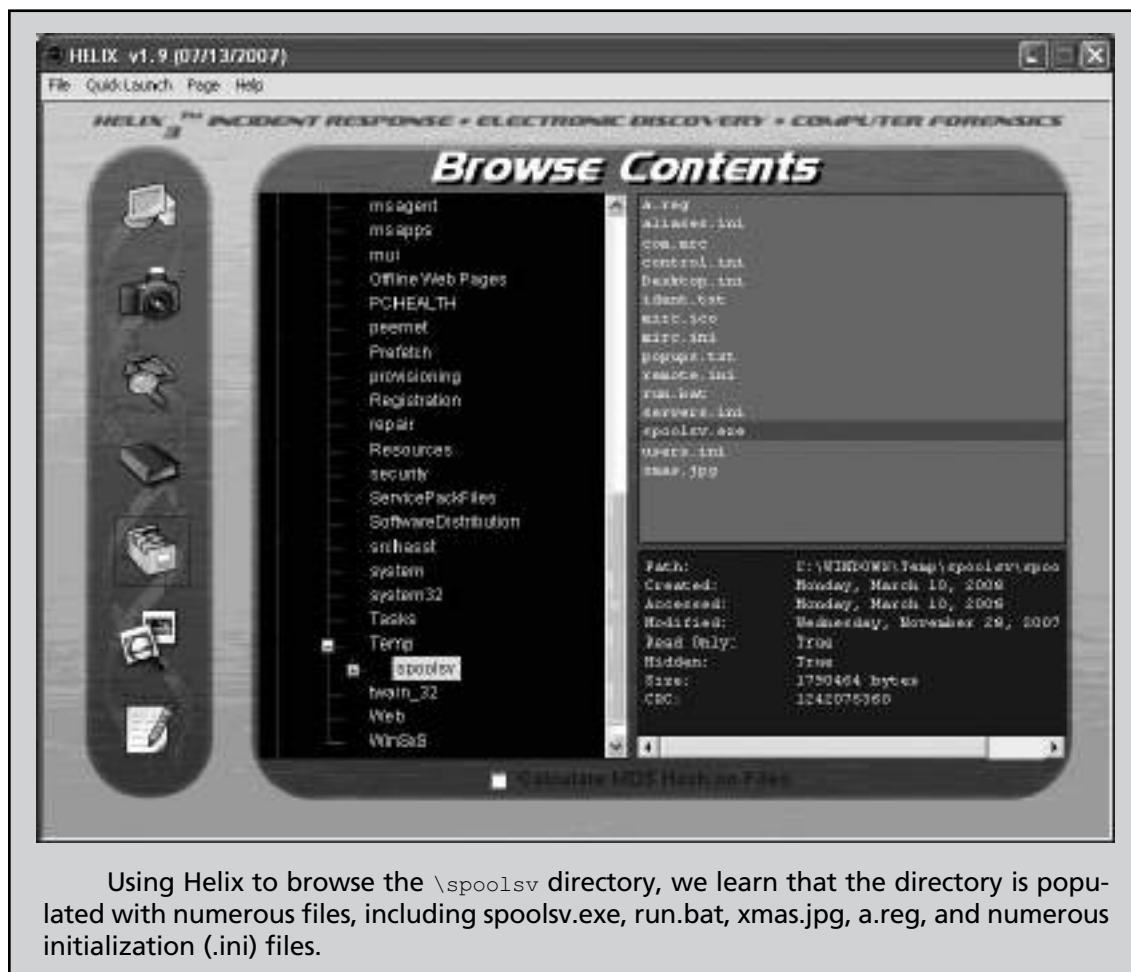 HELIX v1.9 (07/13/2007)
File Quick Launch Page Help
HELIX3™ INCIDENT RESPONSE • ELECTRONIC DISCOVERY • COMPUTER FORENSICS
Browse Contents
msagent
msapps
mui
Offline Web Pages
PCHEALTH
peernet
Prefetch
provisioning
Registration
repair
Resources
security
ServicePackFiles
SoftwareDistribution
srchasst
system
system32
Tasks
Temp
spoolsv
twain_32
Web
WinSxS
a.reg
aliases.ini
com.mrc
control.ini
Desktop.ini
ident.txt
mirc.ico
mirc.ini
popups.txt
remote.ini
run.bat
servers.ini
spoolsv.exe
users.ini
xmas.jpg
Path: C:\WINDOWS\Temp\spoolsv\spoo
Created: Monday, March 10, 2008
Accessed: Monday, March 10, 2008
Modified: Wednesday, November 28, 2007
Read Only: True
Hidden: True
Size: 1790464 bytes
CRC:
Calculate MD5 Hash on Files
Using Helix to browse the \spoolsv directory, we learn that the directory is popu-
lated with numerous files, including spoolsv.exe, run.bat, xmas.jpg, a.reg, and numerous
initialization (.ini) files.